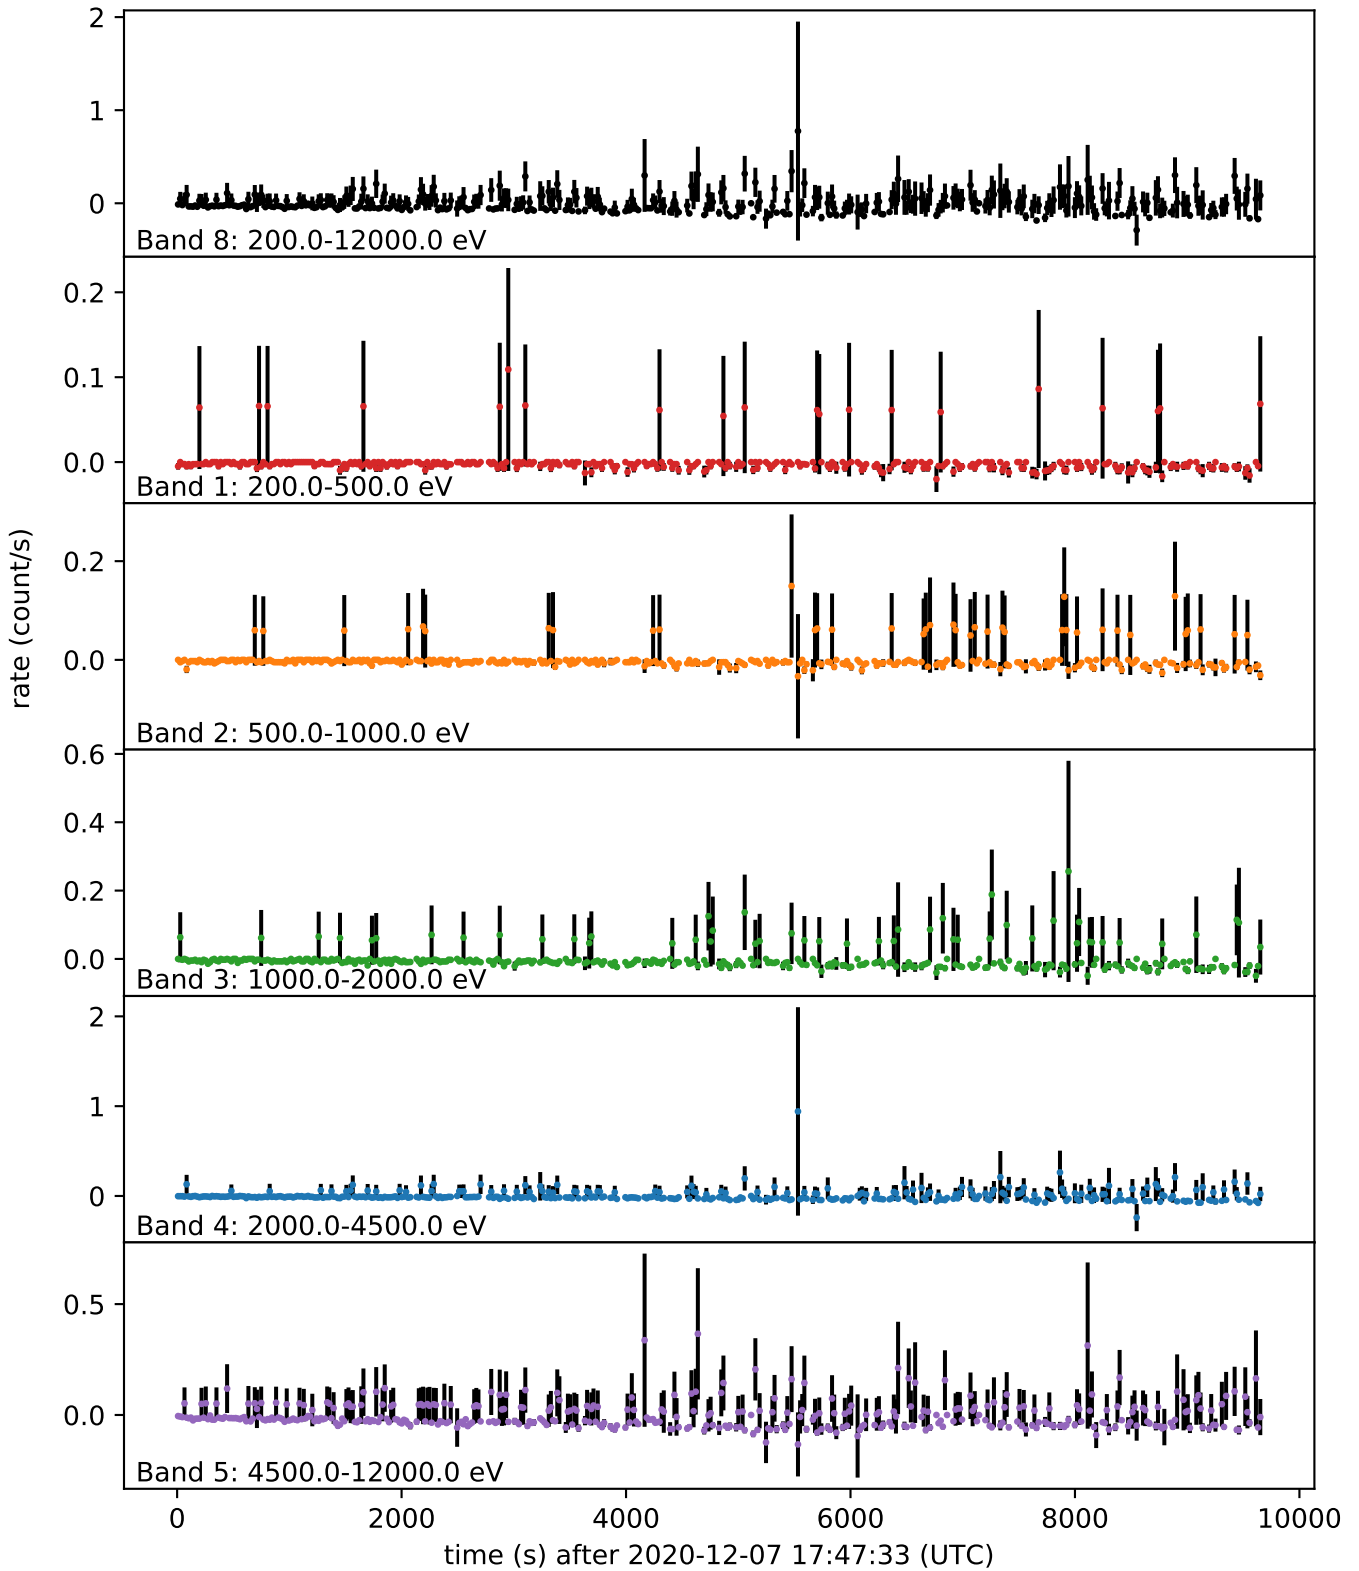 2
1
0
Band 8: 200.0-12000.0 eV
0.2
0.1
0.0
Band 1: 200.0-500.0 eV
rate (count/s)
0.2
0.0
Band 2: 500.0-1000.0 eV
0.6
0.4
0.2
0.0
Band 3: 1000.0-2000.0 eV
2
1
0
Band 4: 2000.0-4500.0 eV
0.5
0.0
Band 5: 4500.0-12000.0 eV
0 2000 4000 6000 8000 10000
time (s) after 2020-12-07 17:47:33 (UTC)